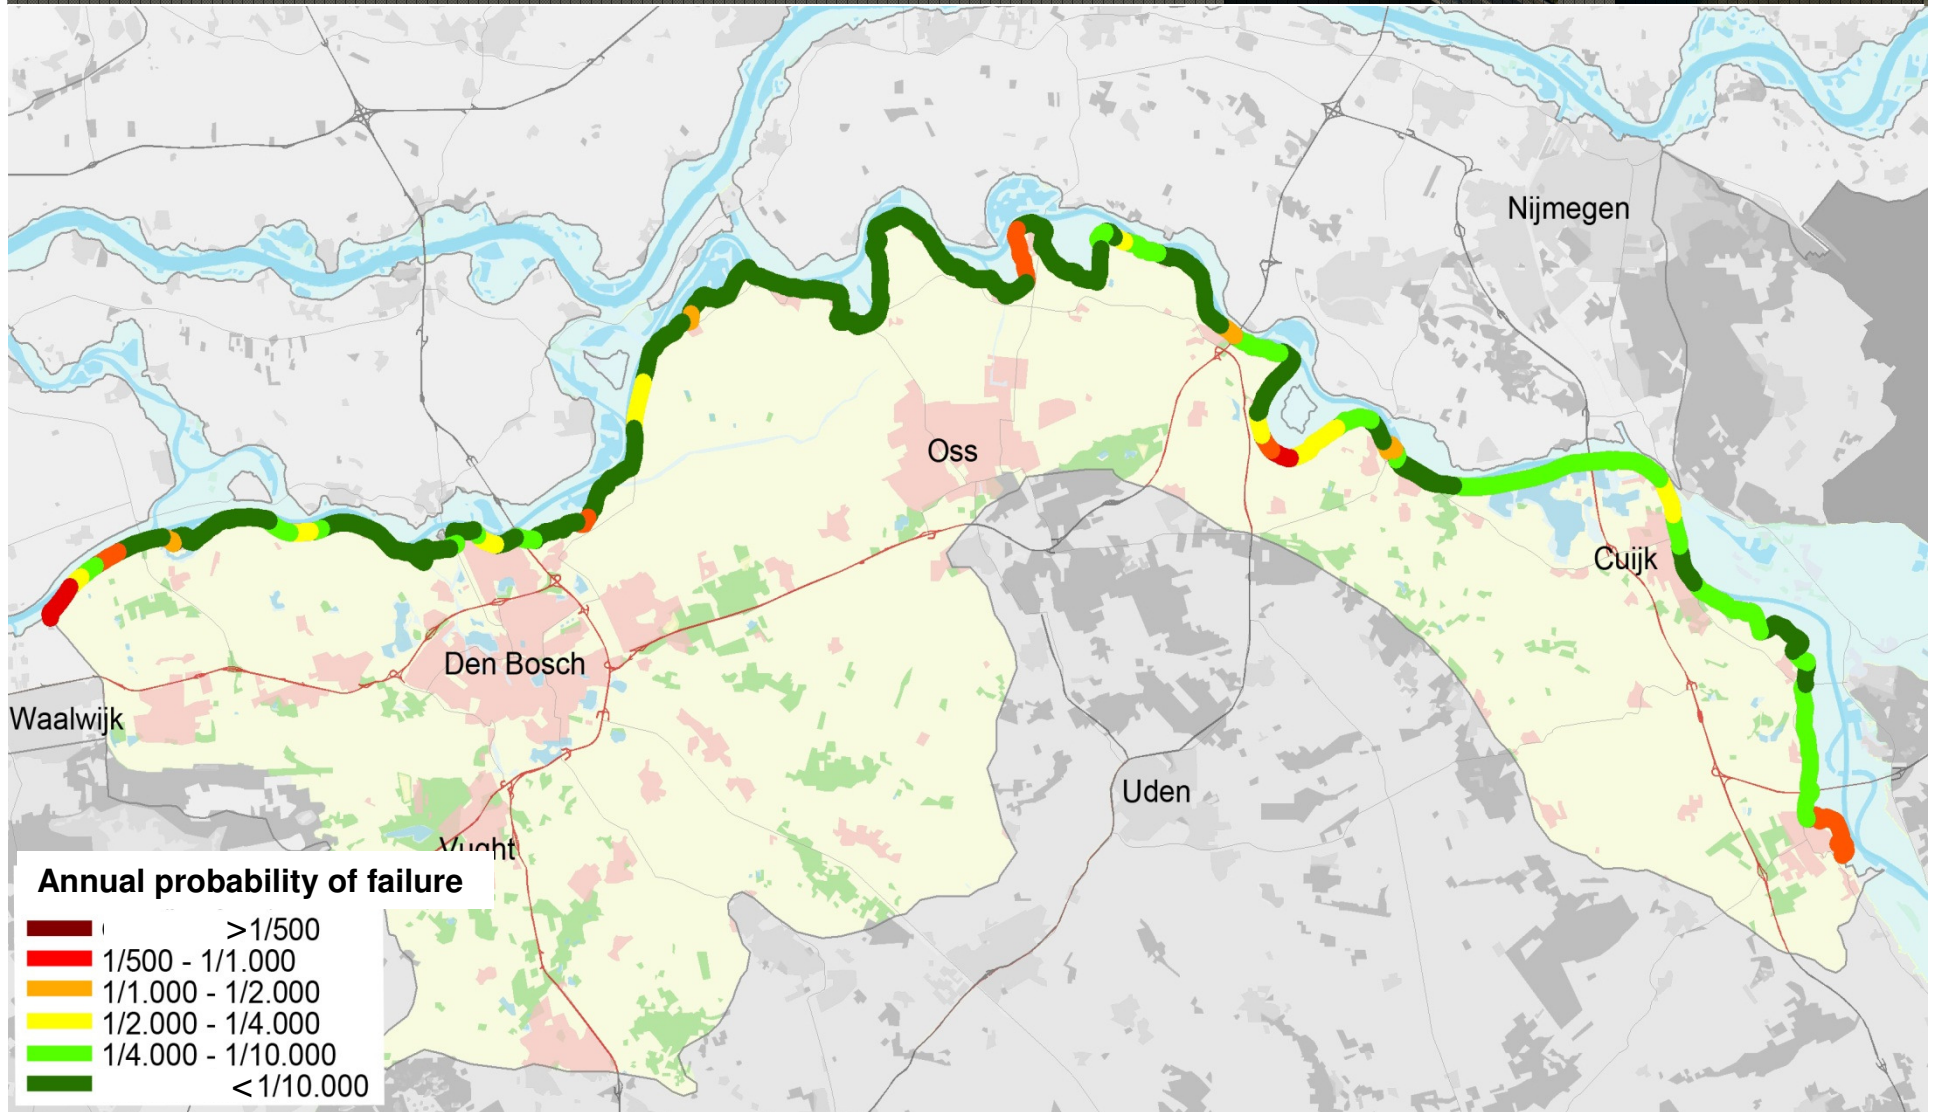 Nijmegen
Oss
Cuijk
Den Bosch
Waalwijk
Uden
Vught
Annual probability of failure
>1/500
1/500 - 1/1.000
1/1.000 - 1/2.000
1/2.000 - 1/4.000
1/4.000 - 1/10.000
<1/10.000